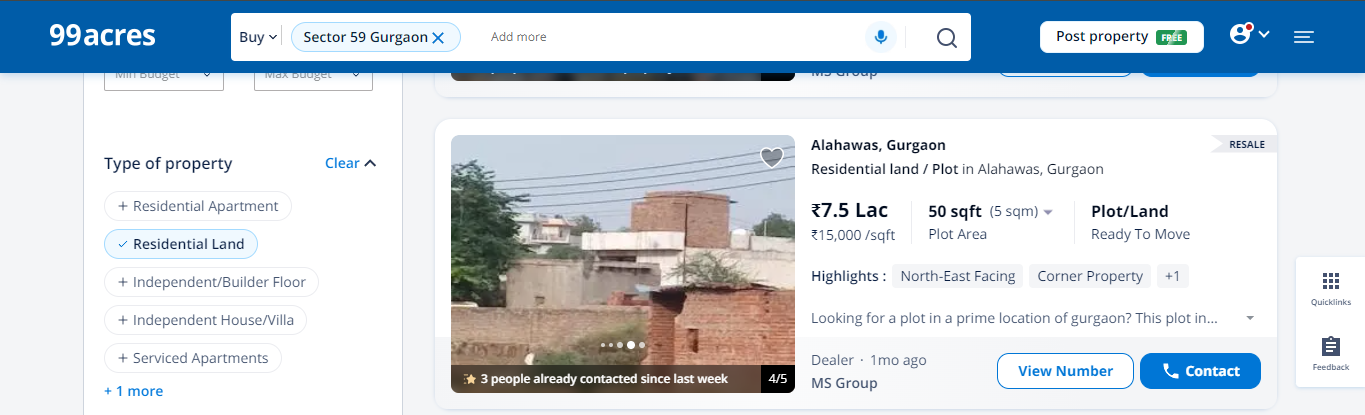 99acres
Buy
Sector 59 Gurgaon
Add more
Post property FREE
Min Budget
Max Budget
MS Group
Type of property
Clear
+ Residential Apartment
Residential Land
+ Independent/Builder Floor
+ Independent House/Villa
+ Serviced Apartments
+ 1 more
Alahawas, Gurgaon
RESALE
Residential land / Plot in Alahawas, Gurgaon
₹7.5 Lac
₹15,000 /sqft
50 sqft (5 sqm)
Plot Area
Plot/Land
Ready To Move
Highlights :
North-East Facing
Corner Property
+1
Looking for a plot in a prime location of gurgaon? This plot in...
3 people already contacted since last week
4/5
Dealer · 1mo ago
MS Group
View Number
Contact
Quicklinks
Feedback